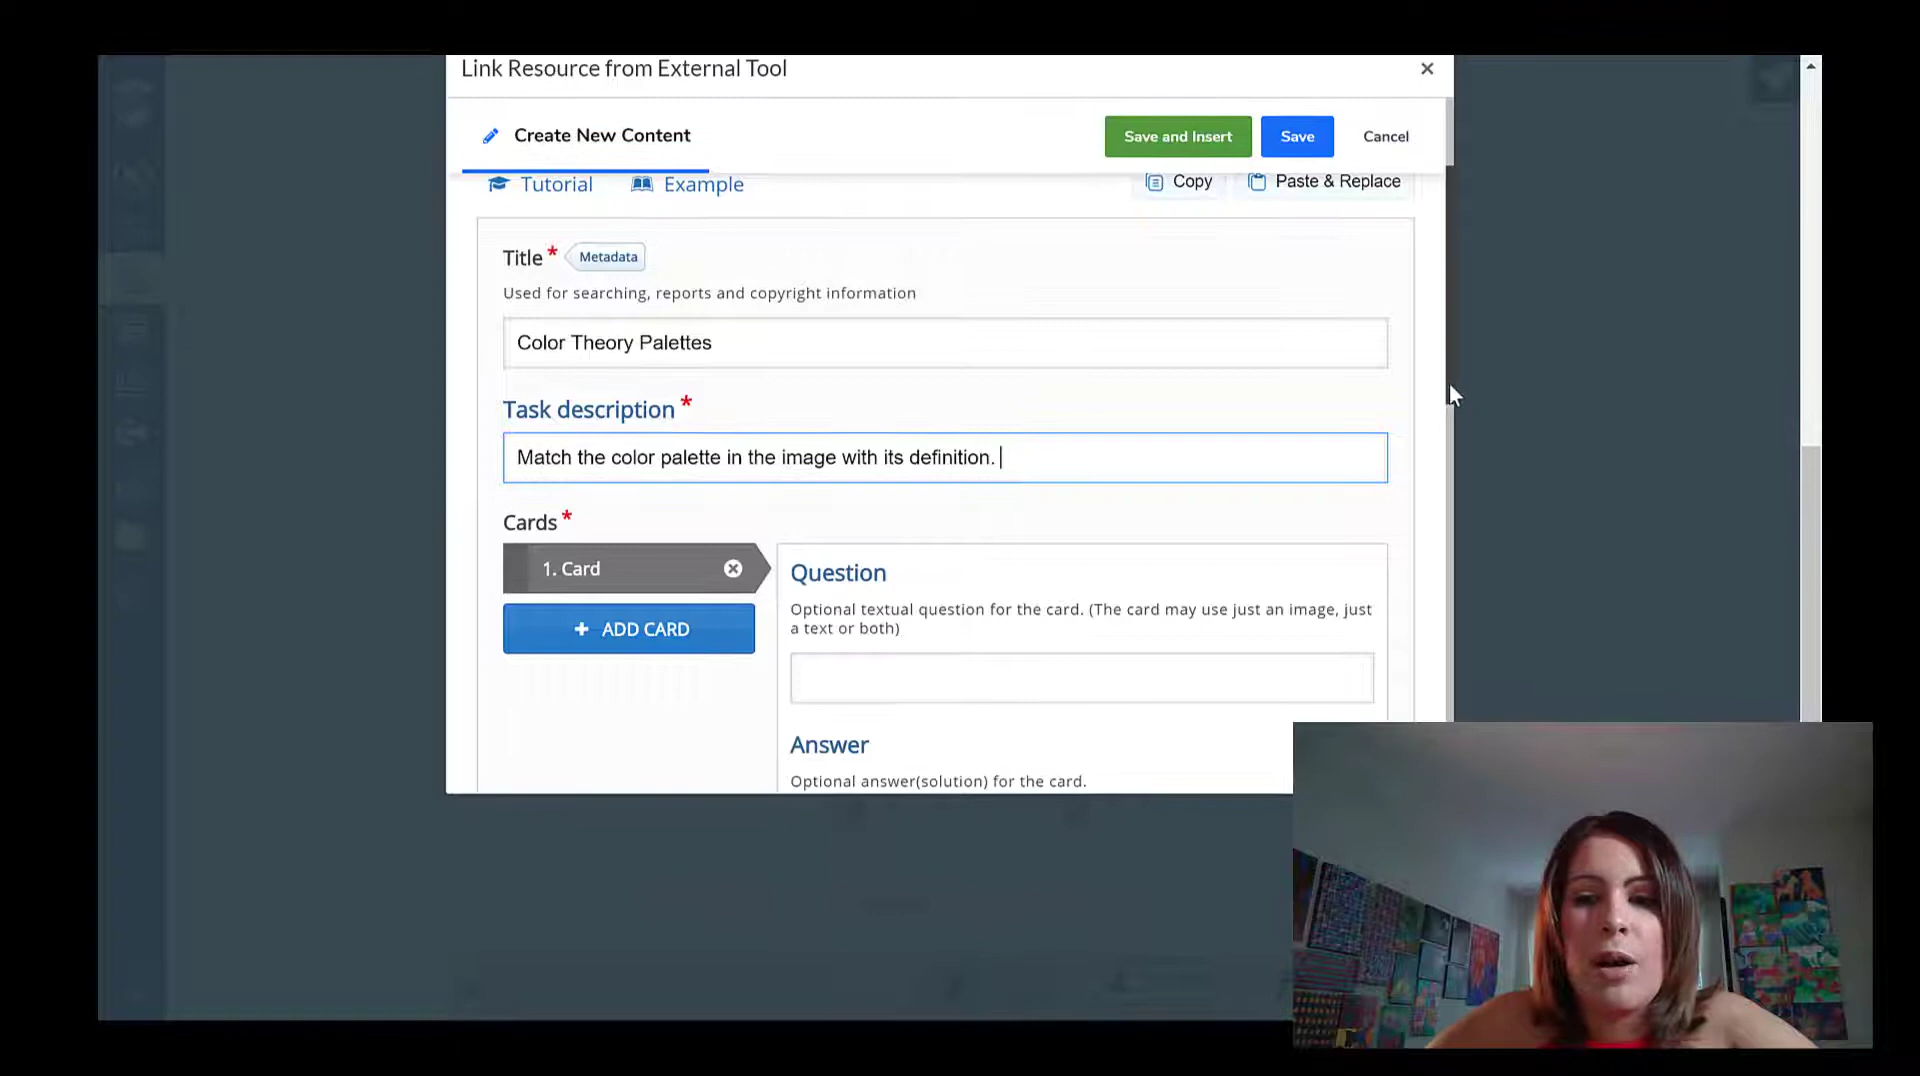 Link Resource from External Tool
×
Create New Content
Save and Insert
Save
Cancel
Tutorial
Example
Copy
Paste & Replace
Title *
Metadata
Used for searching, reports and copyright information
Color Theory Palettes
Task description *
Match the color palette in the image with its definition.
Cards *
1. Card
+ ADD CARD
Question
Optional textual question for the card. (The card may use just an image, just
a text or both)
Answer
Optional answer(solution) for the card.